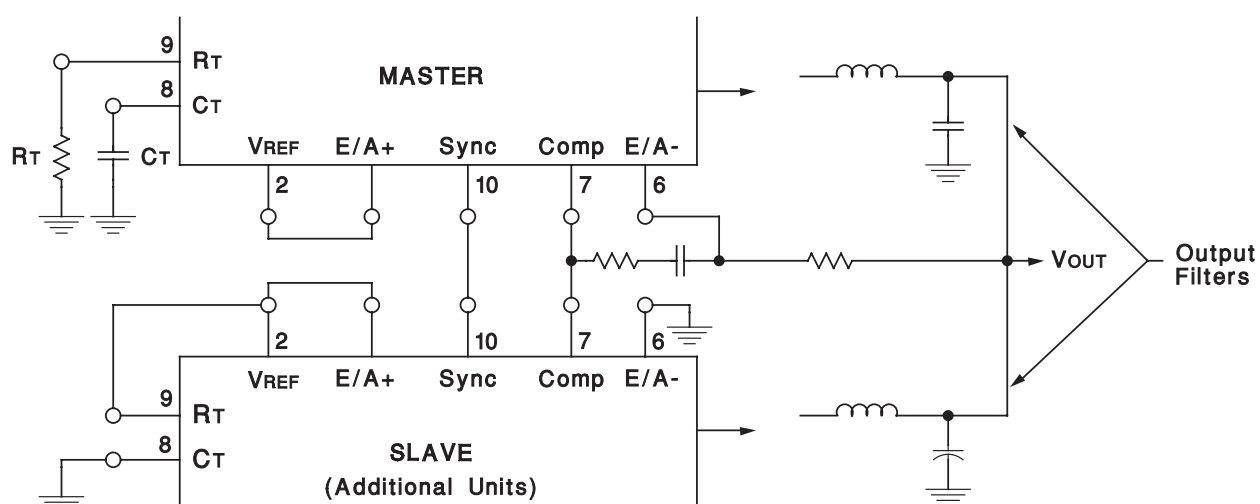 9 RT
MASTER
8 CT
RT CT
VREF E/A+ Sync Comp E/A-
2 10 7 6
VOUT
Output
Filters
2 10 7 6
VREF E/A+ Sync Comp E/A-
9 RT
8 CT
SLAVE
(Additional Units)